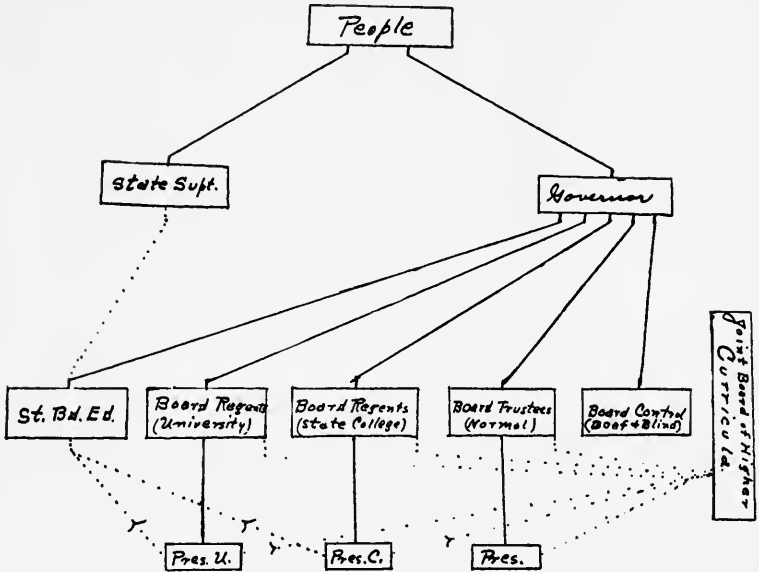 People
State Supt.
Governor
St. Bd. Ed.
Board Regents
(University)
Board Regents
(State College)
Board Trustees
(Normal)
Board Control
(Deaf + Blind)
Joint Board of Higher
Curricula.
Pres. U.
Pres. C.
Pres.